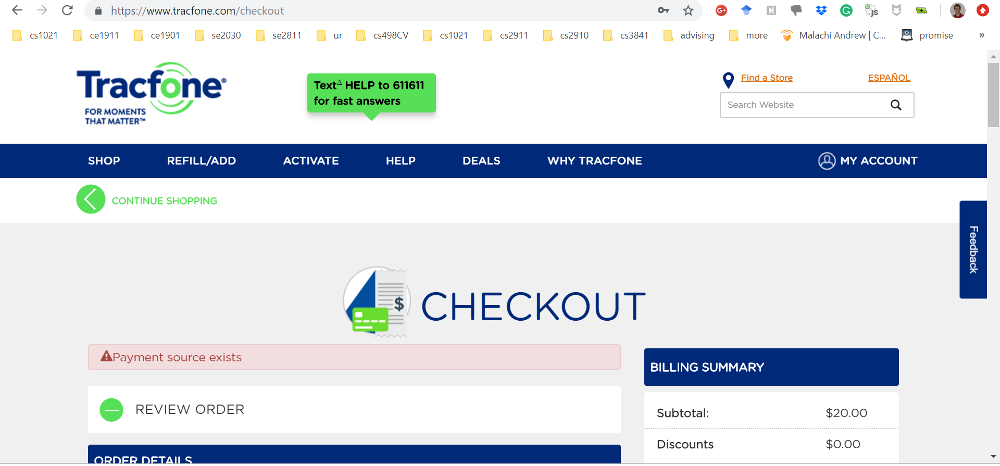 https://www.tracfone.com/checkout
cs1021 ce1911 ce1901 se2030 se2811 ur cs498CV cs1021 cs2911 cs2910 cs3841 advising more Malachi Andrew | C... promise »
Tracfone®
FOR MOMENTS
THAT MATTER™
TextΔ HELP to 611611
for fast answers
Find a Store
ESPAÑOL
Search Website
SHOP REFILL/ADD ACTIVATE HELP DEALS WHY TRACFONE MY ACCOUNT
CONTINUE SHOPPING
Feedback
$
CHECKOUT
Payment source exists
REVIEW ORDER
ORDER DETAILS
BILLING SUMMARY
Subtotal: $20.00
Discounts $0.00